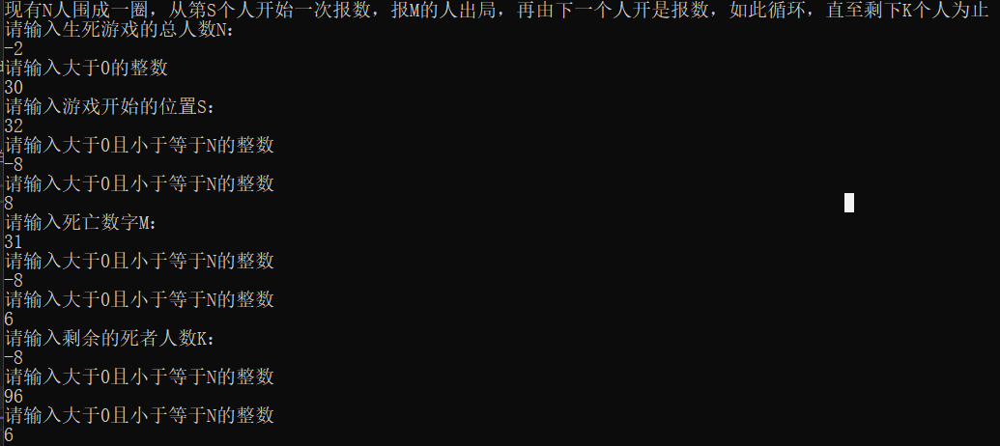 现有N人围成一圈，从第S个人开始一次报数，报M的人出局，再由下一个人开是报数，如此循环，直至剩下K个人为止
请输入生死游戏的总人数N:
-2
请输入大于0的整数
30
请输入游戏开始的位置S:
32
请输入大于0且小于等于N的整数
-8
请输入大于0且小于等于N的整数
8
请输入死亡数字M:
31
请输入大于0且小于等于N的整数
-8
请输入大于0且小于等于N的整数
6
请输入剩余的死者人数K:
-8
请输入大于0且小于等于N的整数
96
请输入大于0且小于等于N的整数
6